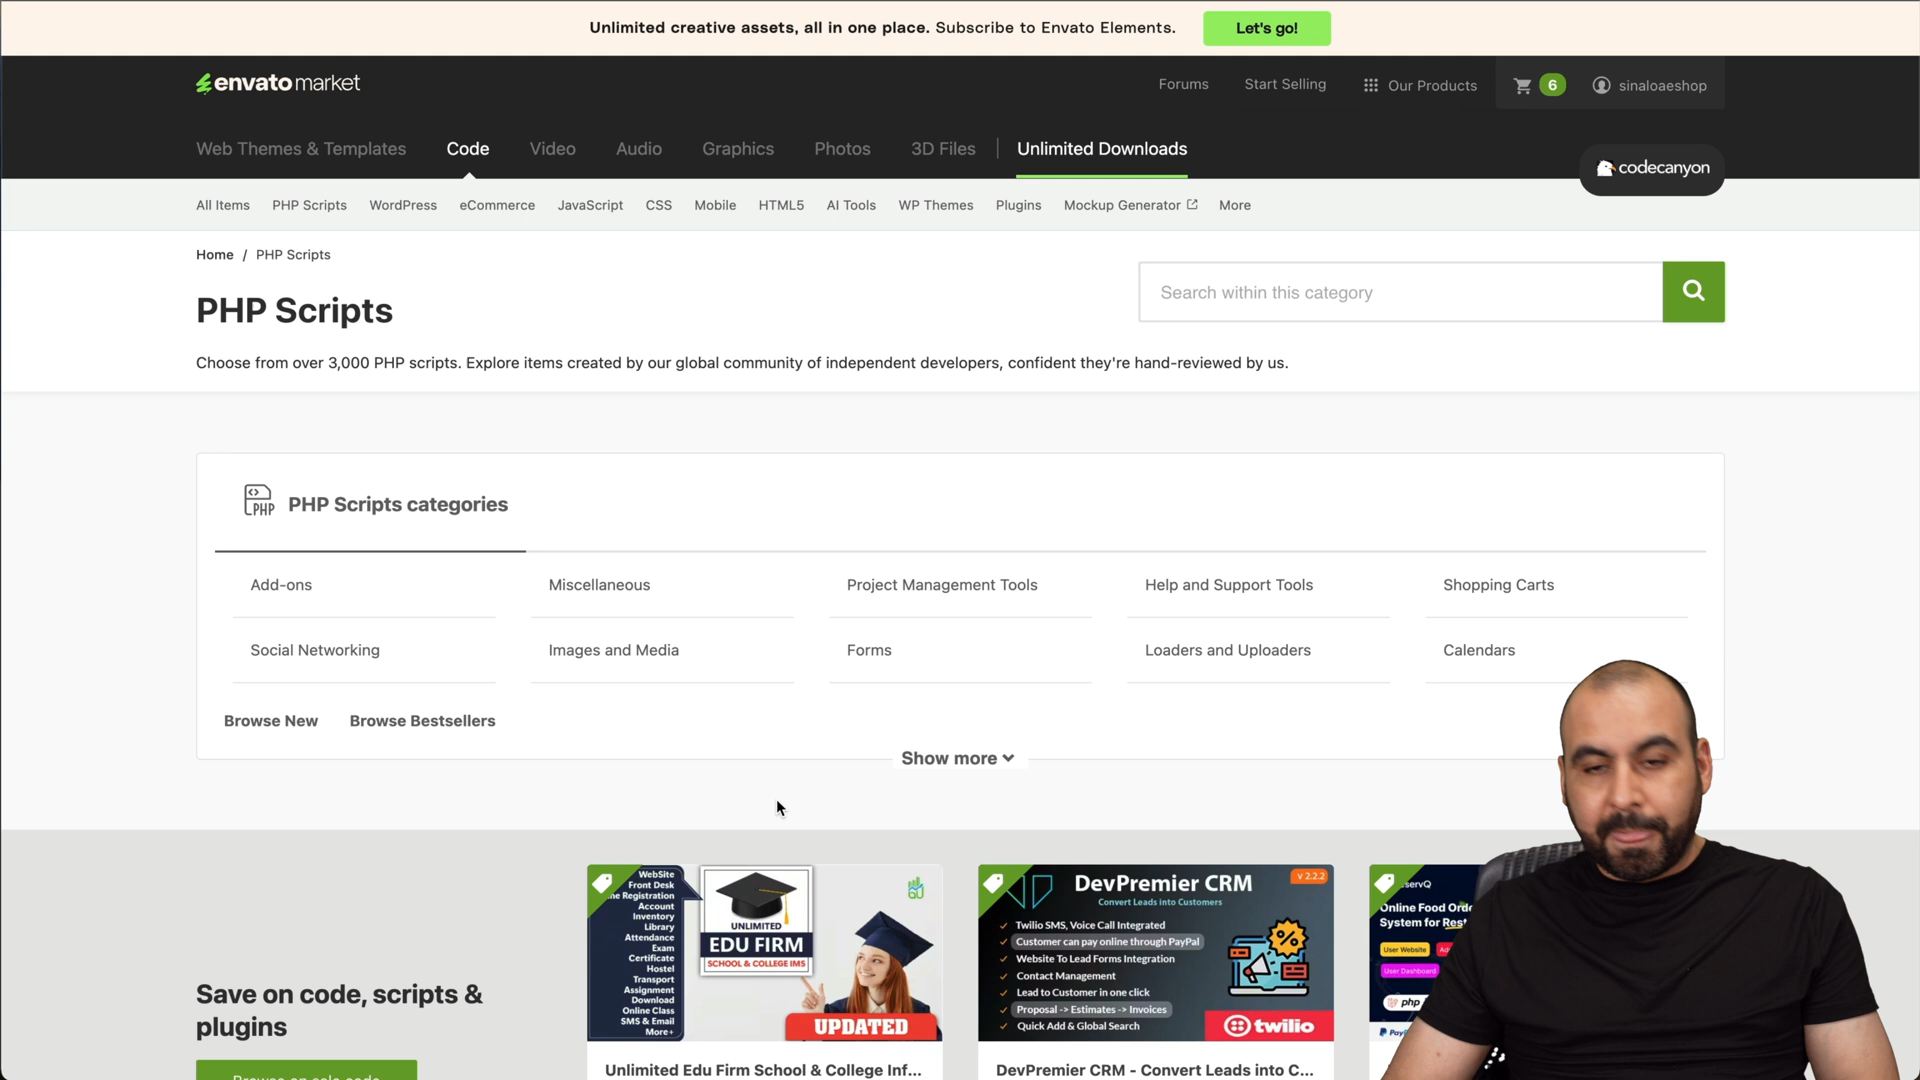 Unlimited creative assets, all in one place. Subscribe to Envato Elements.
Let's go!
envato market
Forums
Start Selling
Our Products
6
sinaloaeshop
Web Themes & Templates
Code
Video
Audio
Graphics
Photos
3D Files
Unlimited Downloads
codecanyon
All Items
PHP Scripts
WordPress
eCommerce
JavaScript
CSS
Mobile
HTML5
AI Tools
WP Themes
Plugins
Mockup Generator
More
Home / PHP Scripts
Search within this category
PHP Scripts
Choose from over 3,000 PHP scripts. Explore items created by our global community of independent developers, confident they're hand-reviewed by us.
PHP
PHP Scripts categories
Add-ons
Miscellaneous
Project Management Tools
Help and Support Tools
Shopping Carts
Social Networking
Images and Media
Forms
Loaders and Uploaders
Calendars
Browse New
Browse Bestsellers
Show more
Save on code, scripts &
plugins
WebSite
Front Desk
ne Registration
Account
Inventory
Library
Attendance
Exam
Certificate
Hostel
Transport
Assignment
Download
Online Class
SMS & Email
More+
UNLIMITED
EDU FIRM
SCHOOL & COLLEGE IMS
UPDATED
Unlimited Edu Firm School & College Inf...
DevPremier CRM
v 2.2.2
Convert Leads into Customers
Twilio SMS, Voice Call Integrated
Customer can pay online through PayPal
Website To Lead Forms Integration
Contact Management
Lead to Customer in one click
Proposal -> Estimates -> Invoices
Quick Add & Global Search
twilio
DevPremier CRM - Convert Leads into C...
servQ
Online Food Orde
System for Rest
User Website
User Dashboard
php